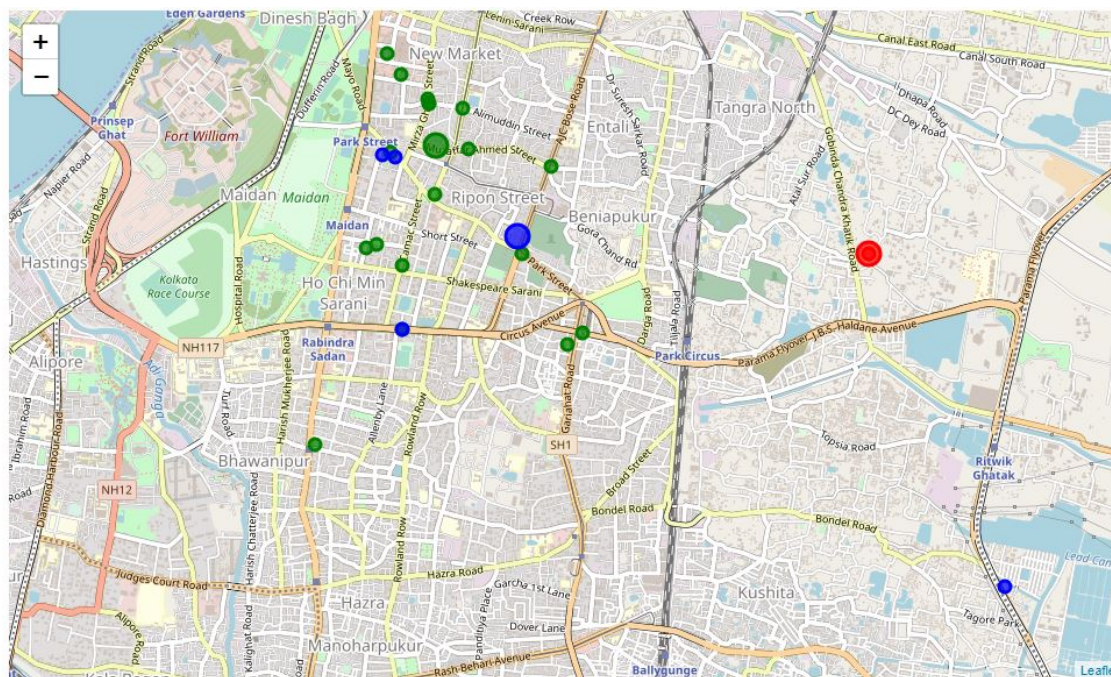 Eden Gardens
Dinesh Bagh
Creek Row
Lenin-Sarani
Canal East Road
Canal South Road
+
−
Strand Road
Dufferin Road
Mayo Road
New Market
Street
Tangra North
Dhapa Road
DC Dey Road
Prinsep
Ghat
Fort William
Park Street
Alimuddin Street
AJC-Bose Road
Entali
Dr Suresh Sarkar Road
Ahmed Street
Napier Road
Strand Road
Maidan
Maidan
Ripon Street
Beniapukur
Gora Chand Rd
Gobinda Chandra Khatik Road
Atal Sur Road
Hastings
Maidan
Camac Street
Short Street
Kolkata
Race Course
Hospital Road
Ho Chi Min
Sarani
Shakespeare Sarani
Park Street
Darga Road
Tiljala Road
Parama Flyover
NH117
Rabindra
Sadan
Circus Avenue
Park Circus
Parama Flyover-J.B.S.-Haldane-Avenue
Alipore
Adi Ganga
Turf Road
Harish Mukherjee Road
Allenby Lane
Rowland Row
Gariahat Road
Ibrahim Road
Diamond Harbour Road
NH12
Bhawanipur
SH1
Topsia Road
Ritwik
Ghatak
Broad Street
Bondel Road
Bondel Road
Harish Chatterjee Road
Rowland Row
Judges Court Road
Hazra Road
Garcha 1st Lane
Lead-Can
Hazra
Kushita
Tagore Park
Alipore Road
Kalighat Road
Panditiya Place
Dover Lane
Manoharpukur
Rash-Behari-Avenue
Ballygunge
Leafle